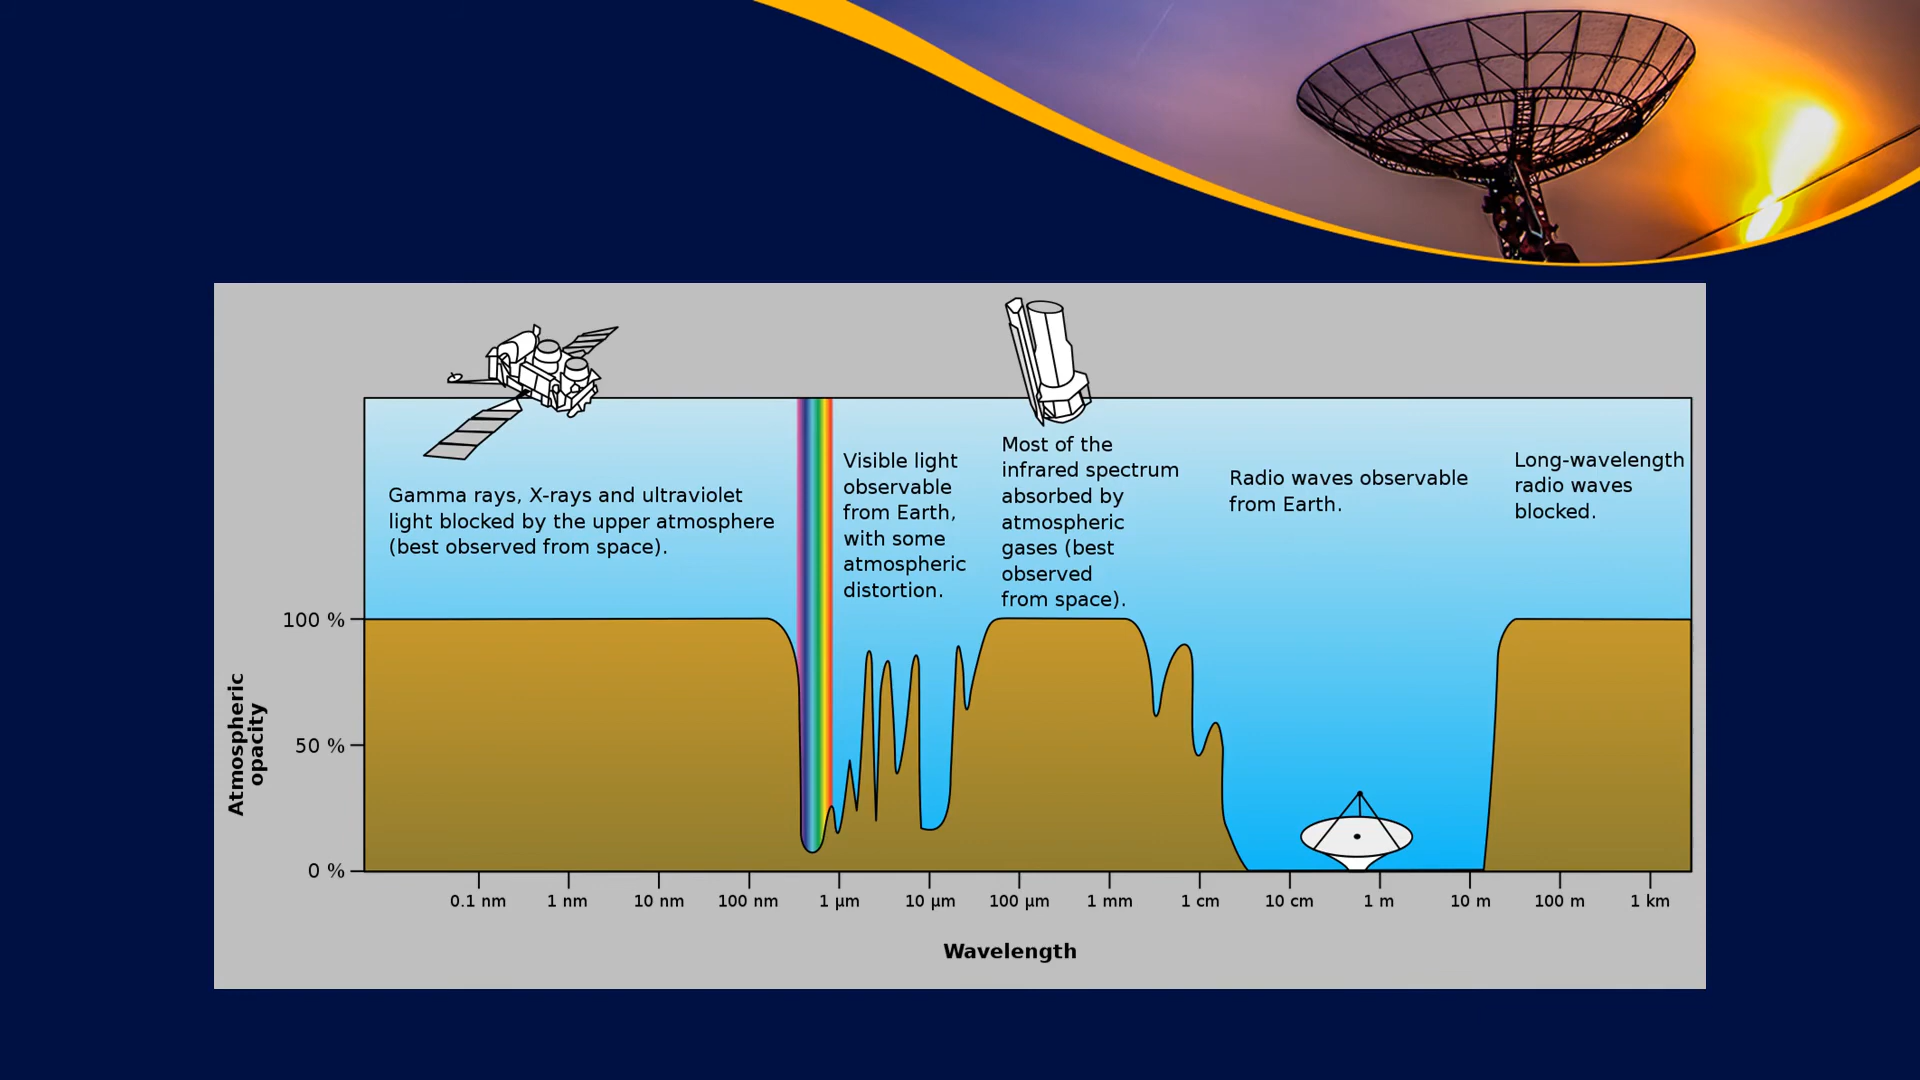 Gamma rays, X-rays and ultraviolet
light blocked by the upper atmosphere
(best observed from space).
Visible light
observable
from Earth,
with some
atmospheric
distortion.
Most of the
infrared spectrum
absorbed by
atmospheric
gases (best
observed
from space).
Radio waves observable
from Earth.
Long-wavelength
radio waves
blocked.
Atmospheric
opacity
100 %
50 %
0 %
0.1 nm 1 nm 10 nm 100 nm 1 µm 10 µm 100 µm 1 mm 1 cm 10 cm 1 m 10 m 100 m 1 km
Wavelength